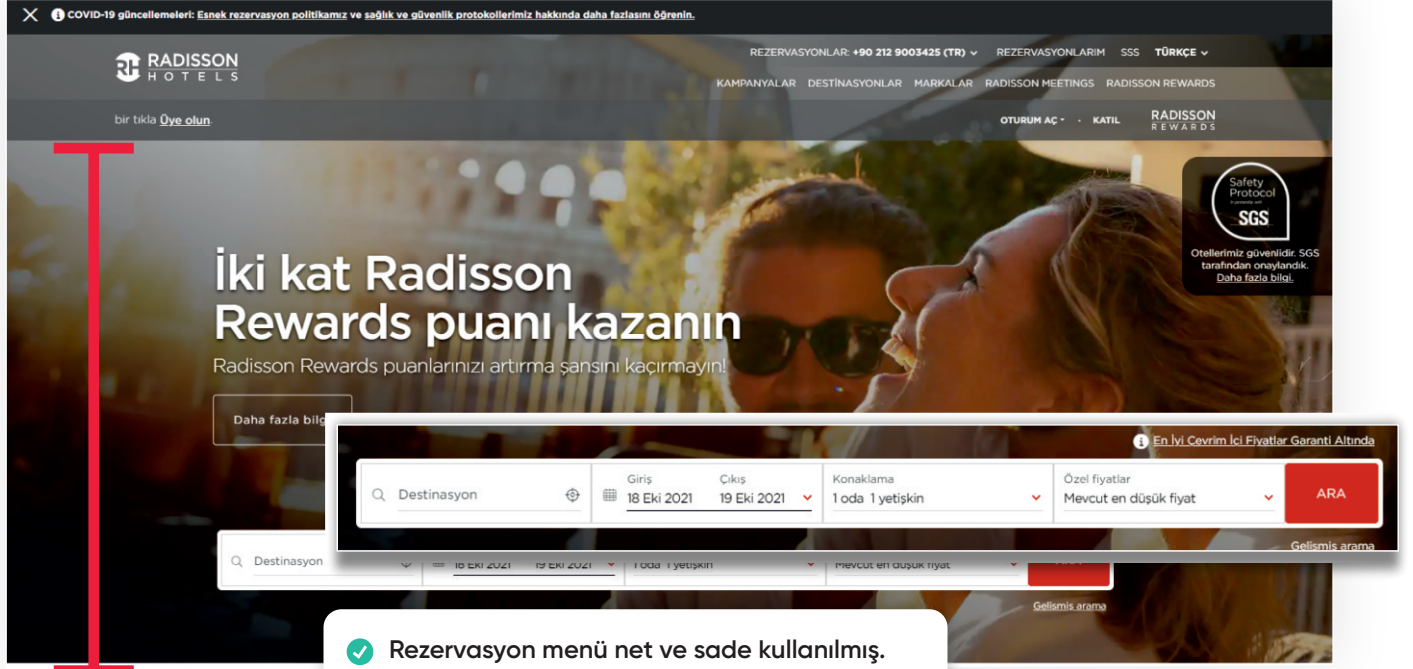 COVID-19 güncellemeleri: Esnek rezervasyon politikamız ve sağlık ve güvenlik protokollerimiz hakkında daha fazlasını öğrenin.
RADISSON
HOTELS
REZERVASYONLAR: +90 212 9003425 (TR) REZERVASYONLARIM SSS TÜRKÇE
KAMPANYALAR DESTİNASYONLAR MARKALAR RADISSON MEETINGS RADISSON REWARDS
bir tıkla Üye olun.
OTURUM AÇ · KATIL
RADISSON
REWARDS
Safety
Protocol
SGS
Otellerimiz güvenlidir. SGS
tarafından onaylandık.
Daha fazla bilgi.
İki kat Radisson
Rewards puanı kazanın
Radisson Rewards puanlarınızı artırma şansını kaçırmayın!
Daha fazla bilg
En İyi Çevrim İçi Fiyatlar Garanti Altında
Destinasyon
Giriş Çıkış
18 Eki 2021 19 Eki 2021
Konaklama
1 oda 1 yetişkin
Özel fiyatlar
Mevcut en düşük fiyat
ARA
Gelişmiş arama
Destinasyon
18 Eki 2021 19 Eki 2021 1 oda 1 yetişkin Mevcut en düşük fiyat
Gelişmiş arama
Rezervasyon menü net ve sade kullanılmış.